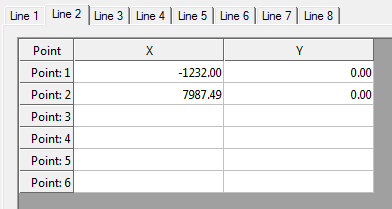 Line 1 Line 2 Line 3 Line 4 Line 5 Line 6 Line 7 Line 8
Point X Y
Point: 1 -1232.00 0.00
Point: 2 7987.49 0.00
Point: 3
Point: 4
Point: 5
Point: 6